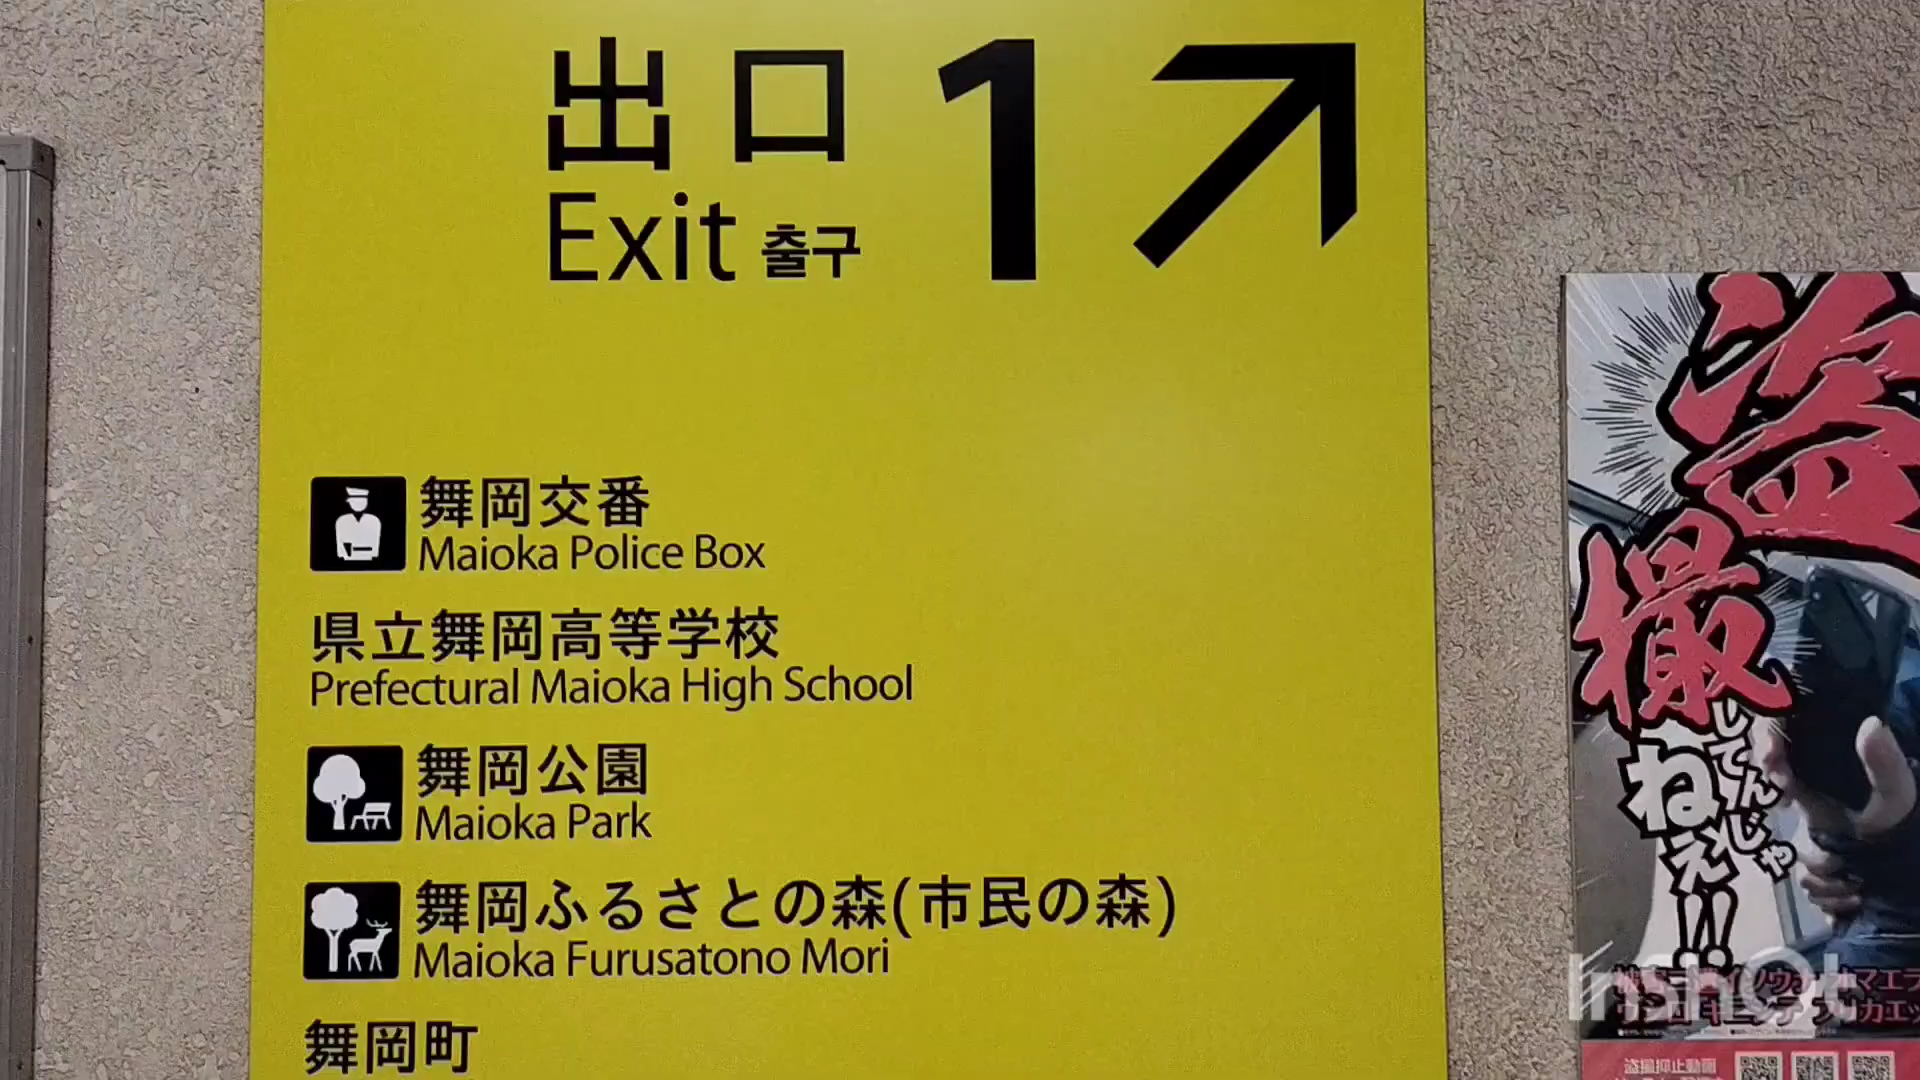 出口 1
Exit 출구
舞岡交番
Maioka Police Box
県立舞岡高等学校
Prefectural Maioka High School
舞岡公園
Maioka Park
舞岡ふるさとの森(市民の森)
Maioka Furusatono Mori
舞岡町
盗
撮
してんじゃ
ねえ!!
盗撮抑止動画
InShot